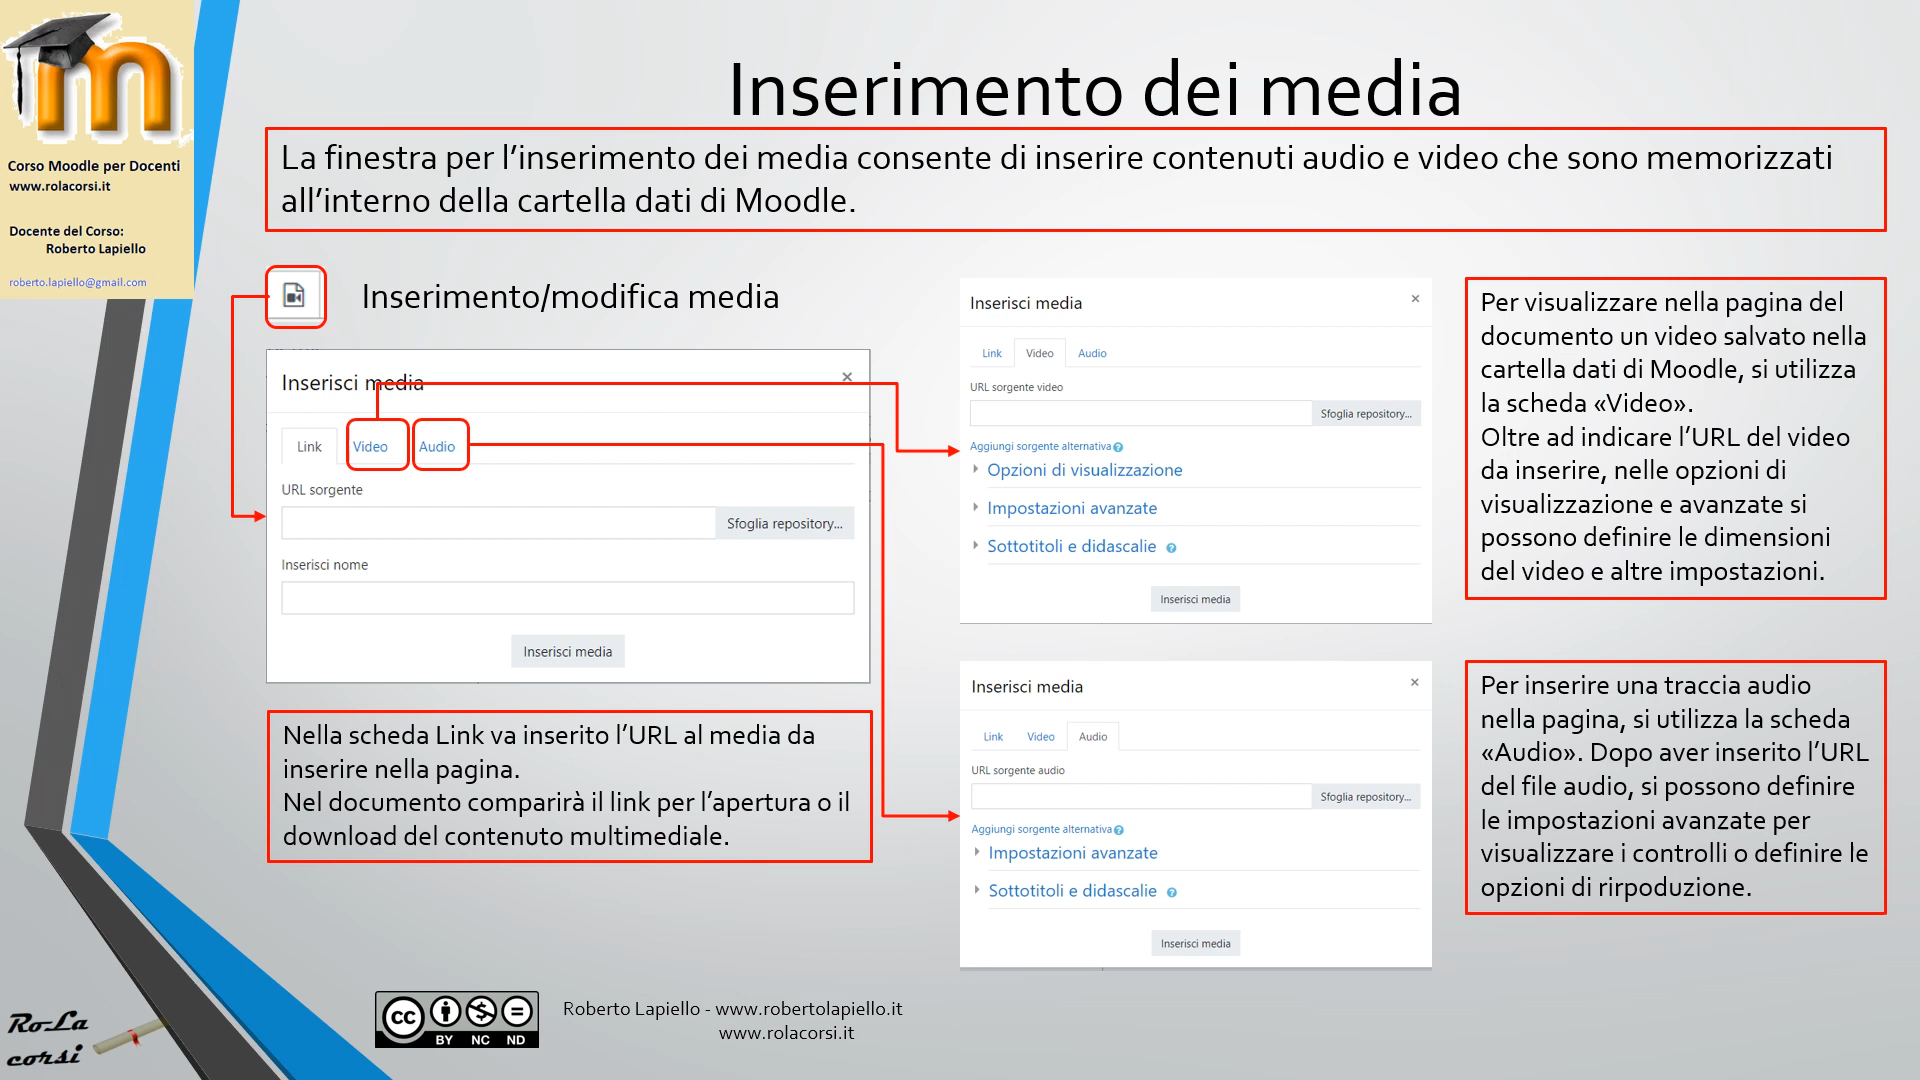 Corso Moodle per Docenti
www.rolacorsi.it
Docente del Corso:
Roberto Lapiello
roberto.lapiello@gmail.com
Inserimento dei media
La finestra per l’inserimento dei media consente di inserire contenuti audio e video che sono memorizzati
all’interno della cartella dati di Moodle.
Inserimento/modifica media
Inserisci media
×
Link
Video
Audio
URL sorgente
Sfoglia repository...
Inserisci nome
Inserisci media
Nella scheda Link va inserito l’URL al media da
inserire nella pagina.
Nel documento comparirà il link per l’apertura o il
download del contenuto multimediale.
Inserisci media
×
Link
Video
Audio
URL sorgente video
Sfoglia repository...
Aggiungi sorgente alternativa ?
Opzioni di visualizzazione
Impostazioni avanzate
Sottotitoli e didascalie ?
Inserisci media
Per visualizzare nella pagina del
documento un video salvato nella
cartella dati di Moodle, si utilizza
la scheda «Video».
Oltre ad indicare l’URL del video
da inserire, nelle opzioni di
visualizzazione e avanzate si
possono definire le dimensioni
del video e altre impostazioni.
Inserisci media
×
Link
Video
Audio
URL sorgente audio
Sfoglia repository...
Aggiungi sorgente alternativa ?
Impostazioni avanzate
Sottotitoli e didascalie ?
Inserisci media
Per inserire una traccia audio
nella pagina, si utilizza la scheda
«Audio». Dopo aver inserito l’URL
del file audio, si possono definire
le impostazioni avanzate per
visualizzare i controlli o definire le
opzioni di rirpoduzione.
Ro.La
corsi
cc
BY NC ND
Roberto Lapiello - www.robertolapiello.it
www.rolacorsi.it